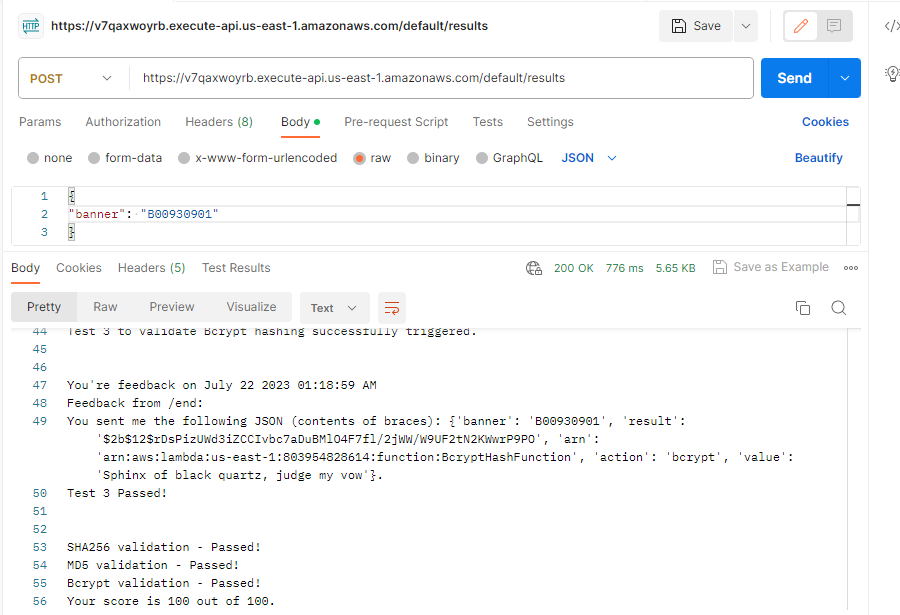 HTTP https://v7qaxwoyrb.execute-api.us-east-1.amazonaws.com/default/results Save
POST https://v7qaxwoyrb.execute-api.us-east-1.amazonaws.com/default/results Send
Params Authorization Headers (8) Body Pre-request Script Tests Settings Cookies
none form-data x-www-form-urlencoded raw binary GraphQL JSON Beautify
1 {
2 "banner": "B00930901"
3 }
Body Cookies Headers (5) Test Results 200 OK 776 ms 5.65 KB Save as Example
Pretty Raw Preview Visualize Text
44 Test 3 to validate Bcrypt hashing successfully triggered.
45
46
47 You're feedback on July 22 2023 01:18:59 AM
48 Feedback from /end:
49 You sent me the following JSON (contents of braces): {'banner': 'B00930901', 'result':
'$2b$12$rDsPizUWd3iZCCIvbc7aDuBMlO4F7fl/2jWW/W9UF2tN2KWwrP9PO', 'arn':
'arn:aws:lambda:us-east-1:803954828614:function:BcryptHashFunction', 'action': 'bcrypt', 'value':
'Sphinx of black quartz, judge my vow'}.
50 Test 3 Passed!
51
52
53 SHA256 validation - Passed!
54 MD5 validation - Passed!
55 Bcrypt validation - Passed!
56 Your score is 100 out of 100.